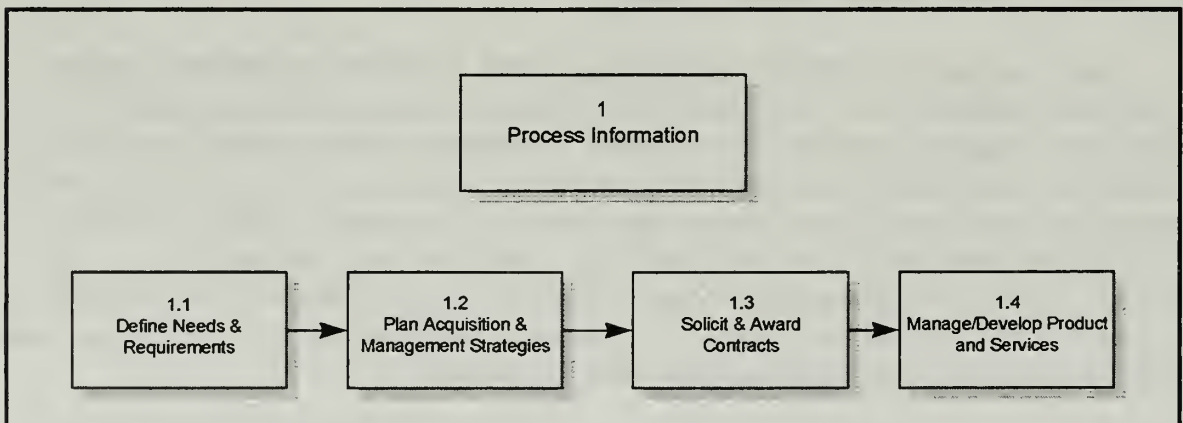 1
Process Information
1.1
Define Needs &
Requirements
1.2
Plan Acquisition &
Management Strategies
1.3
Solicit & Award
Contracts
1.4
Manage/Develop Product
and Services